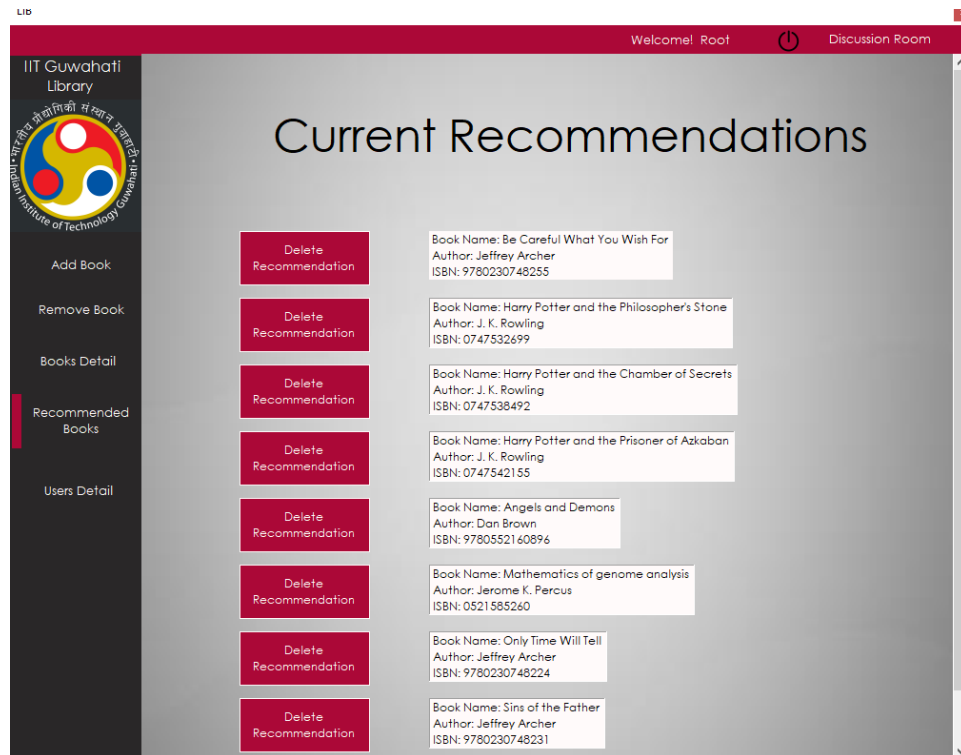 LIB
Welcome! Root
Discussion Room
IIT Guwahati
Library
भारतीय प्रौद्योगिकी संस्थान गुवाहाटी
Indian Institute of Technology Guwahati
Add Book
Remove Book
Books Detail
Recommended
Books
Users Detail
Current Recommendations
Delete
Recommendation
Book Name: Be Careful What You Wish For
Author: Jeffrey Archer
ISBN: 9780230748255
Delete
Recommendation
Book Name: Harry Potter and the Philosopher's Stone
Author: J. K. Rowling
ISBN: 0747532699
Delete
Recommendation
Book Name: Harry Potter and the Chamber of Secrets
Author: J. K. Rowling
ISBN: 0747538492
Delete
Recommendation
Book Name: Harry Potter and the Prisoner of Azkaban
Author: J. K. Rowling
ISBN: 0747542155
Delete
Recommendation
Book Name: Angels and Demons
Author: Dan Brown
ISBN: 9780552160896
Delete
Recommendation
Book Name: Mathematics of genome analysis
Author: Jerome K. Percus
ISBN: 0521585260
Delete
Recommendation
Book Name: Only Time Will Tell
Author: Jeffrey Archer
ISBN: 9780230748224
Delete
Recommendation
Book Name: Sins of the Father
Author: Jeffrey Archer
ISBN: 9780230748231